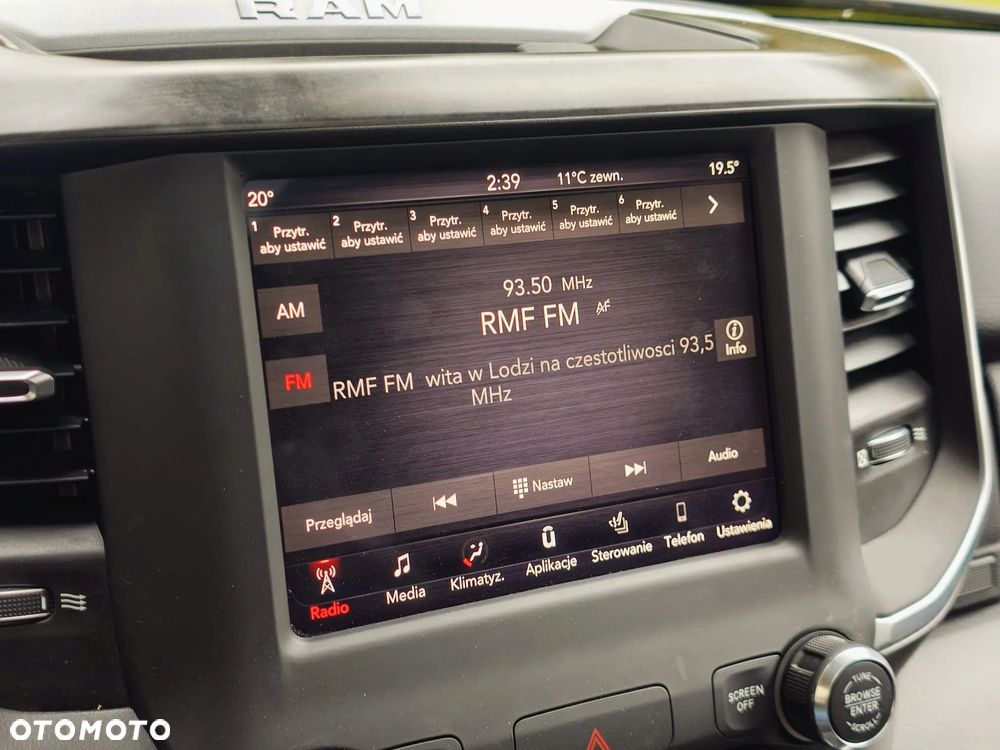 RAM
20° 2:39 11°C zewn. 19.5°
1 Przytr. aby ustawić
2 Przytr. aby ustawić
3 Przytr. aby ustawić
4 Przytr. aby ustawić
5 Przytr. aby ustawić
6 Przytr. aby ustawić
93.50 MHz
AM
RMF FM AF
Info
FM
RMF FM wita w Lodzi na czestotliwosci 93,5
MHz
Przeglądaj Nastaw Audio
Radio Media Klimatyz. Aplikacje Sterowanie Telefon Ustawienia
SCREEN
OFF
TUNE
BROWSE
ENTER
SCROLL
OTOMOTO